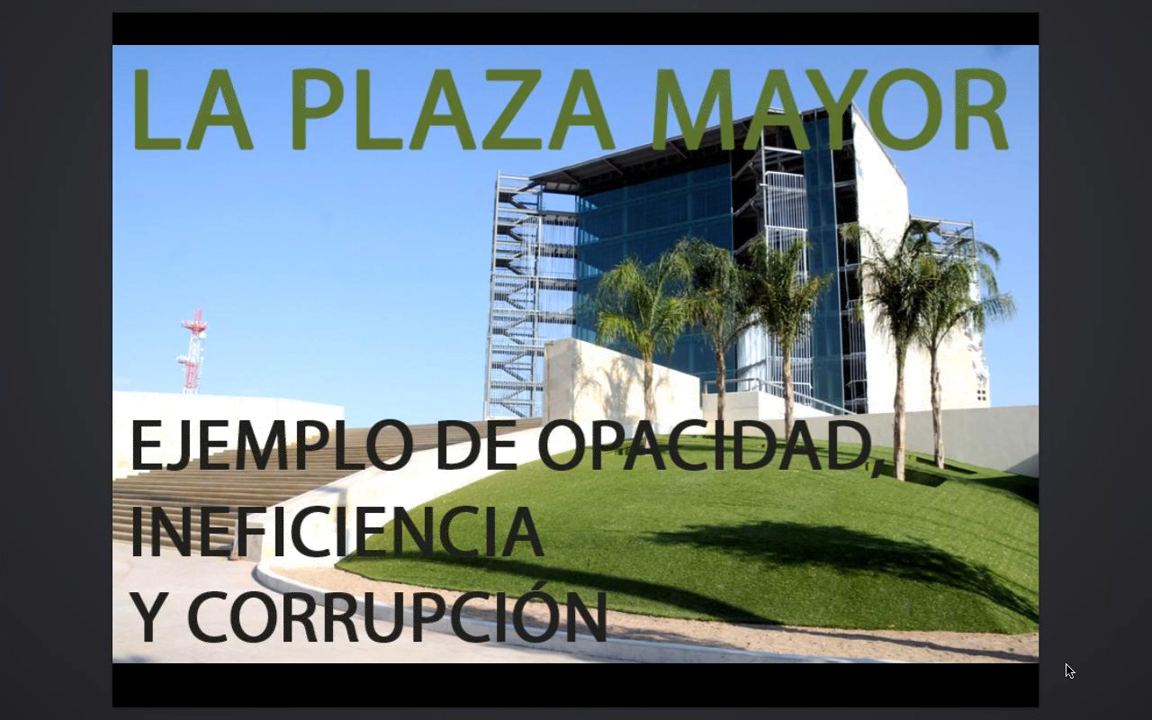 LA PLAZA MAYOR
EJEMPLO DE OPACIDAD,
INEFICIENCIA
Y CORRUPCIÓN